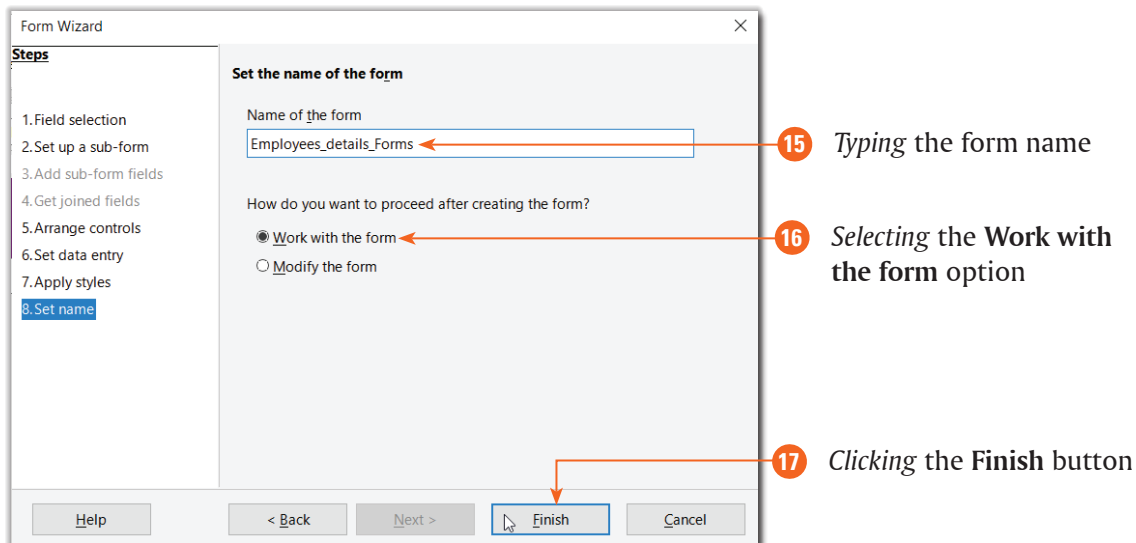 Form Wizard
Steps
1.Field selection
2.Set up a sub-form
3.Add sub-form fields
4.Get joined fields
5.Arrange controls
6.Set data entry
7.Apply styles
8.Set name
Set the name of the form
Name of the form
Employees_details_Forms
How do you want to proceed after creating the form?
Work with the form
Modify the form
Help
< Back
Next >
Finish
Cancel
15 Typing the form name
16 Selecting the Work with
the form option
17 Clicking the Finish button